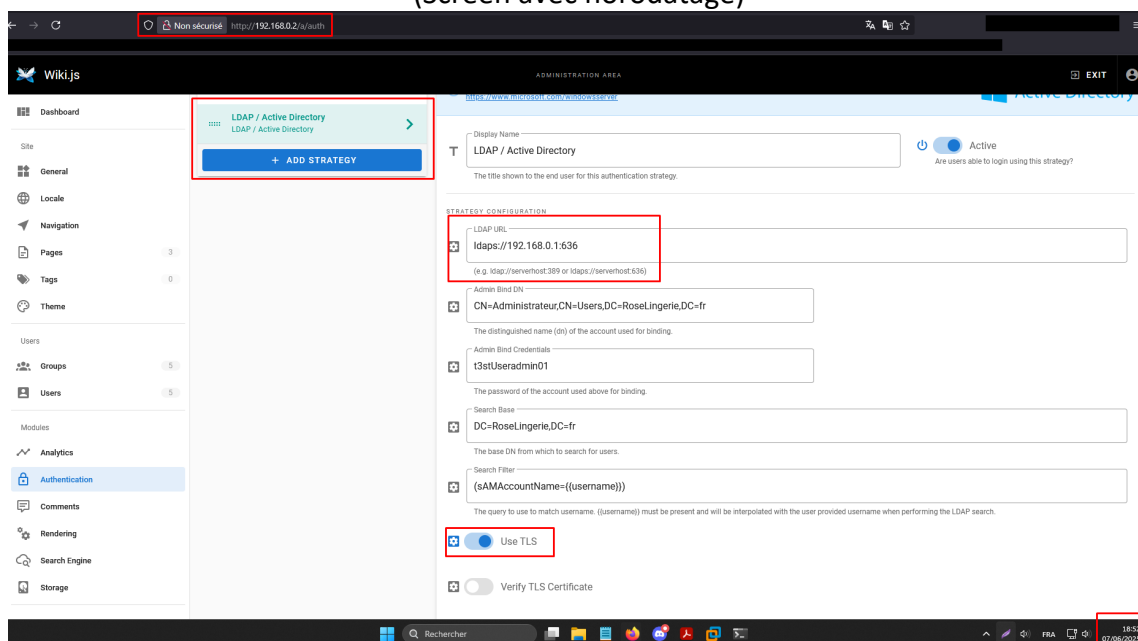 (Screen avec horodatage)
Non sécurisé http://192.168.0.2/a/auth
Wiki.js
ADMINISTRATION AREA
EXIT
https://www.microsoft.com/windowsserver
Active Directory
Dashboard
Site
General
Locale
Navigation
Pages 3
Tags 0
Theme
Users
Groups 5
Users 5
Modules
Analytics
Authentication
Comments
Rendering
Search Engine
Storage
LDAP / Active Directory
LDAP / Active Directory
+ ADD STRATEGY
Display Name
LDAP / Active Directory
The title shown to the end user for this authentication strategy.
Active
Are users able to login using this strategy?
STRATEGY CONFIGURATION
LDAP URL
ldaps://192.168.0.1:636
(e.g. ldap://serverhost:389 or ldaps://serverhost:636)
Admin Bind DN
CN=Administrateur,CN=Users,DC=RoseLingerie,DC=fr
The distinguished name (dn) of the account used for binding.
Admin Bind Credentials
t3stUseradmin01
The password of the account used above for binding.
Search Base
DC=RoseLingerie,DC=fr
The base DN from which to search for users.
Search Filter
(sAMAccountName={{username}})
The query to use to match username. {{username}} must be present and will be interpolated with the user provided username when performing the LDAP search.
Use TLS
Verify TLS Certificate
Rechercher
FRA